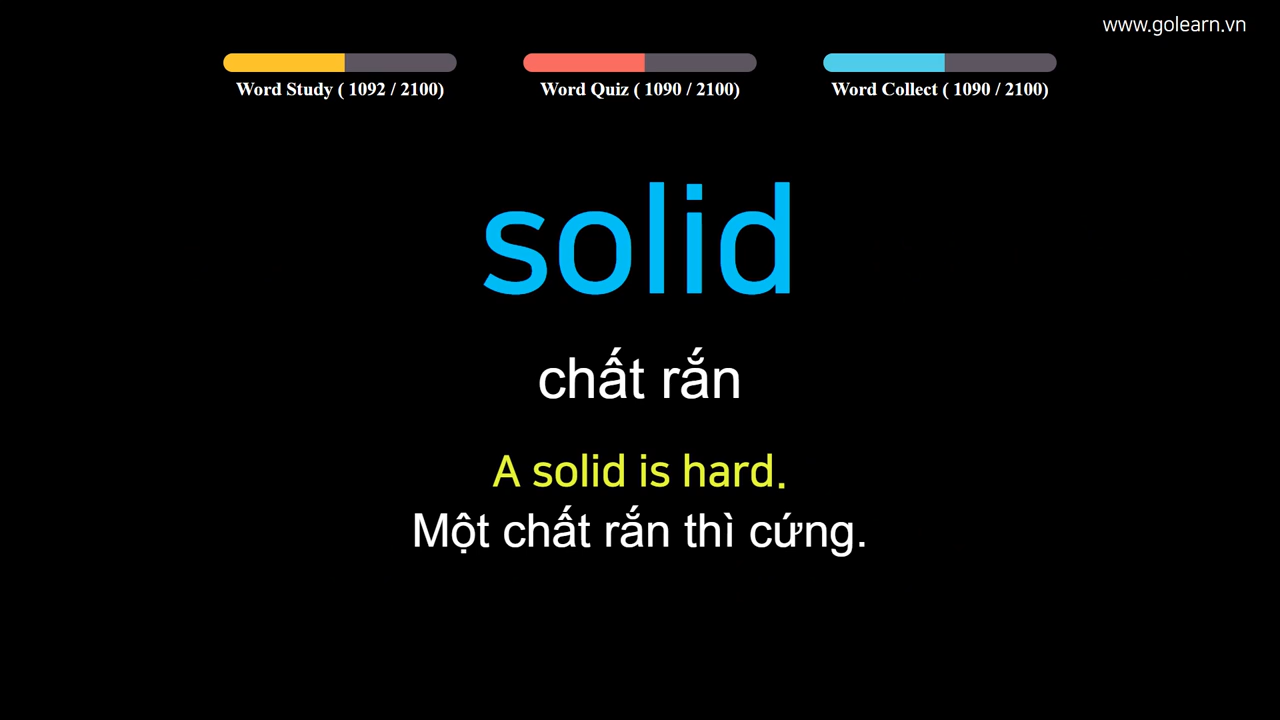 www.golearn.vn
Word Study ( 1092 / 2100) Word Quiz ( 1090 / 2100) Word Collect ( 1090 / 2100)
solid
chất rắn
A solid is hard.
Một chất rắn thì cứng.